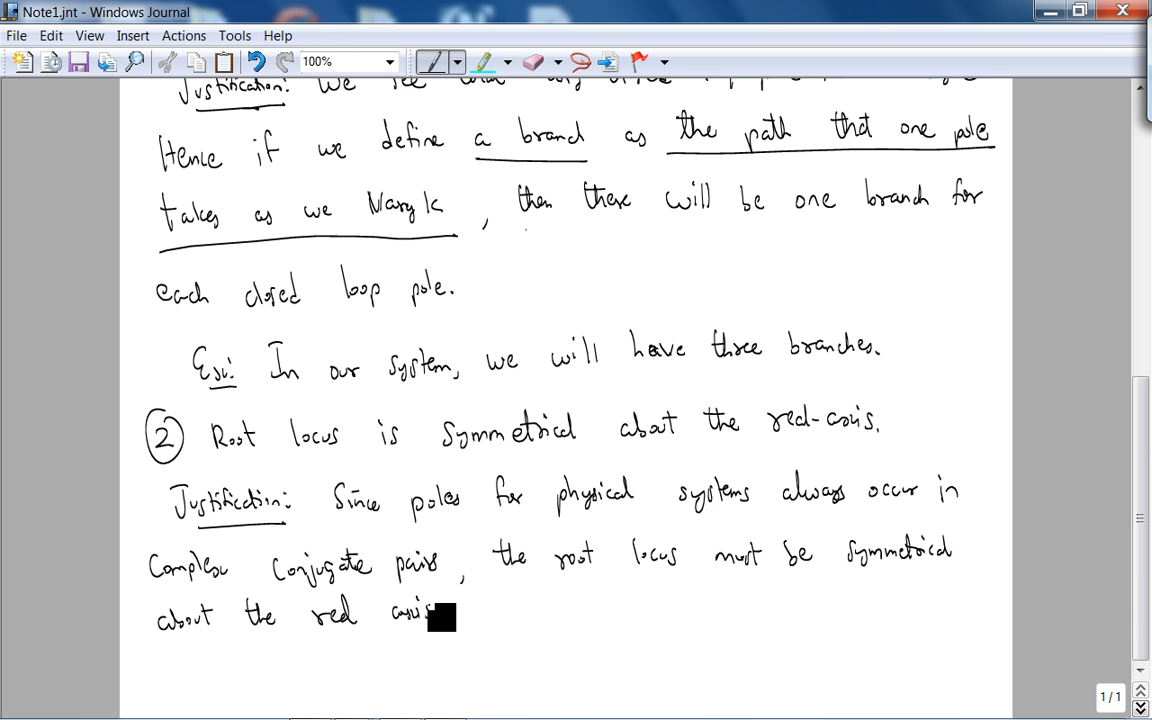 Note1.jnt - Windows Journal
File Edit View Insert Actions Tools Help
100%
Justification: We see that any
Hence if we define a branch as the path that one pole
takes as we vary k, then there will be one branch for
each closed loop pole.
Ex: In our system, we will have three branches.
2 Root locus is symmetrical about the real-axis.
Justification: Since poles for physical systems always occur in
complex conjugate pairs, the root locus must be symmetrical
about the real axis
1 / 1